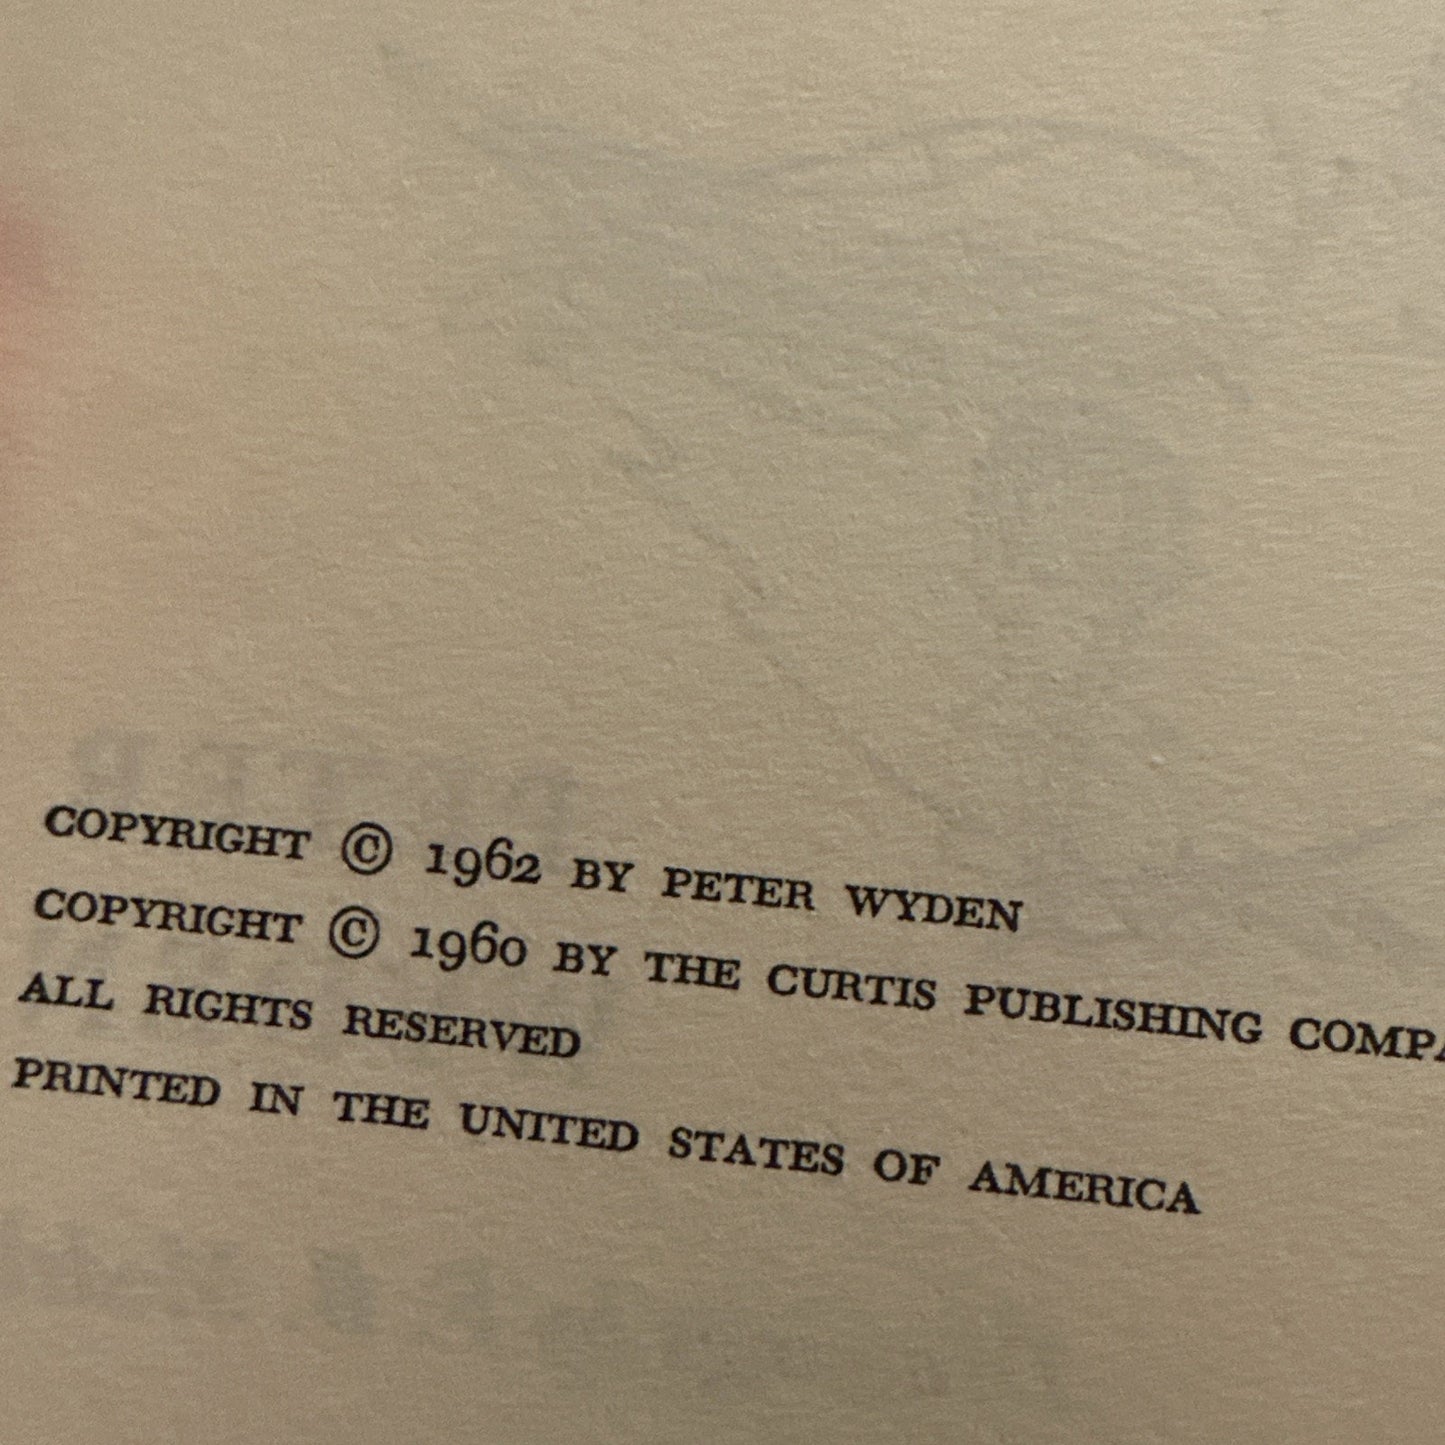 COPYRIGHT © 1962 BY PETER WYDEN
COPYRIGHT © 1960 BY THE CURTIS PUBLISHING COMPA
ALL RIGHTS RESERVED
PRINTED IN THE UNITED STATES OF AMERICA